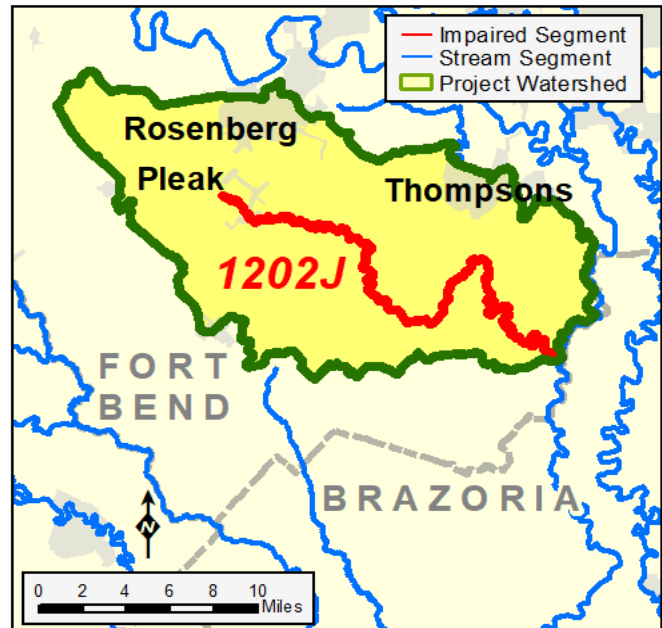 Impaired Segment
Stream Segment
Project Watershed
Rosenberg
Pleak
Thompsons
1202J
FORT
BEND
BRAZORIA
N
0 2 4 6 8 10
Miles